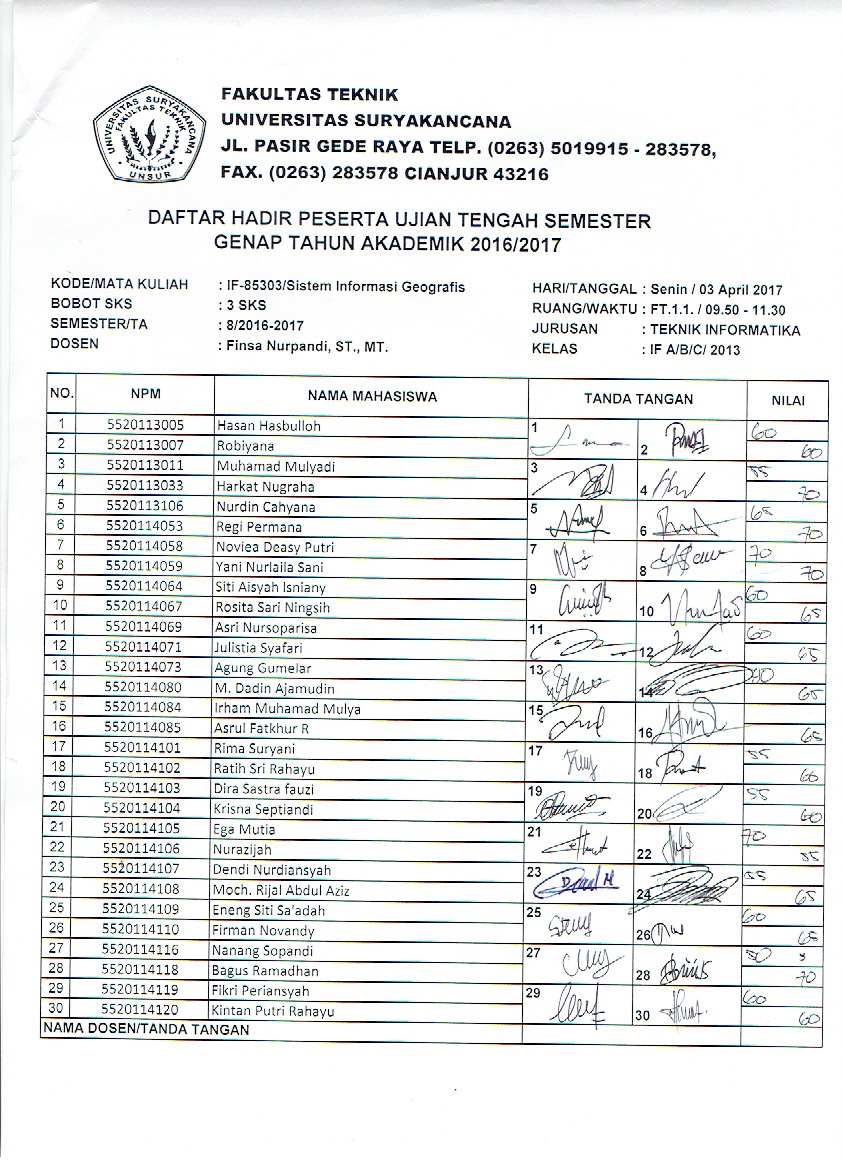 UNIVERSITAS SURYAKANCANA
FAKULTAS TEKNIK
UNSUR
FAKULTAS TEKNIK
UNIVERSITAS SURYAKANCANA
JL. PASIR GEDE RAYA TELP. (0263) 5019915 - 283578,
FAX. (0263) 283578 CIANJUR 43216
DAFTAR HADIR PESERTA UJIAN TENGAH SEMESTER
GENAP TAHUN AKADEMIK 2016/2017
KODE/MATA KULIAH : IF-85303/Sistem Informasi Geografis
BOBOT SKS : 3 SKS
SEMESTER/TA : 8/2016-2017
DOSEN : Finsa Nurpandi, ST., MT.
HARI/TANGGAL : Senin / 03 April 2017
RUANG/WAKTU : FT.1.1. / 09.50 - 11.30
JURUSAN : TEKNIK INFORMATIKA
KELAS : IF A/B/C/ 2013
NO. NPM NAMA MAHASISWA TANDA TANGAN NILAI
1 5520113005 Hasan Hasbulloh 1 60
2 5520113007 Robiyana 2 60
3 5520113011 Muhamad Mulyadi 3 55
4 5520113033 Harkat Nugraha 4 70
5 5520113106 Nurdin Cahyana 5 65
6 5520114053 Regi Permana 6 70
7 5520114058 Noviea Deasy Putri 7 70
8 5520114059 Yani Nurlaila Sani 8 70
9 5520114064 Siti Aisyah Isniany 9 60
10 5520114067 Rosita Sari Ningsih 10 65
11 5520114069 Asri Nursoparisa 11 60
12 5520114071 Julistia Syafari 12 65
13 5520114073 Agung Gumelar 13
14 5520114080 M. Dadin Ajamudin 14 65
15 5520114084 Irham Muhamad Mulya 15
16 5520114085 Asrul Fatkhur R 16 65
17 5520114101 Rima Suryani 17 55
18 5520114102 Ratih Sri Rahayu 18 60
19 5520114103 Dira Sastra fauzi 19 55
20 5520114104 Krisna Septiandi 20 60
21 5520114105 Ega Mutia 21 70
22 5520114106 Nurazijah 22 55
23 5520114107 Dendi Nurdiansyah 23 55
24 5520114108 Moch. Rijal Abdul Aziz 24 65
25 5520114109 Eneng Siti Sa'adah 25 60
26 5520114110 Firman Novandy 26 65
27 5520114116 Nanang Sopandi 27 50
28 5520114118 Bagus Ramadhan 28 70
29 5520114119 Fikri Periansyah 29 60
30 5520114120 Kintan Putri Rahayu 30 60
NAMA DOSEN/TANDA TANGAN